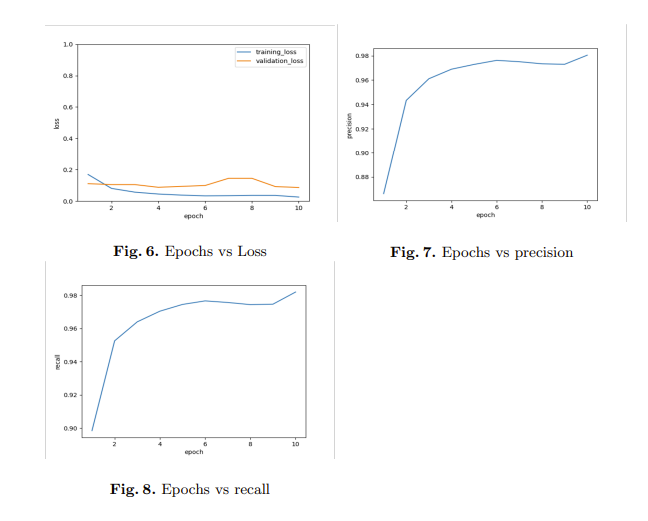 1.0
0.8
0.6
0.4
0.2
0.0
loss
training_loss
validation_loss
2 4 6 8 10
epoch
Fig. 6. Epochs vs Loss
0.98
0.96
0.94
0.92
0.90
0.88
precision
2 4 6 8 10
epoch
Fig. 7. Epochs vs precision
0.98
0.96
0.94
0.92
0.90
recall
2 4 6 8 10
epoch
Fig. 8. Epochs vs recall